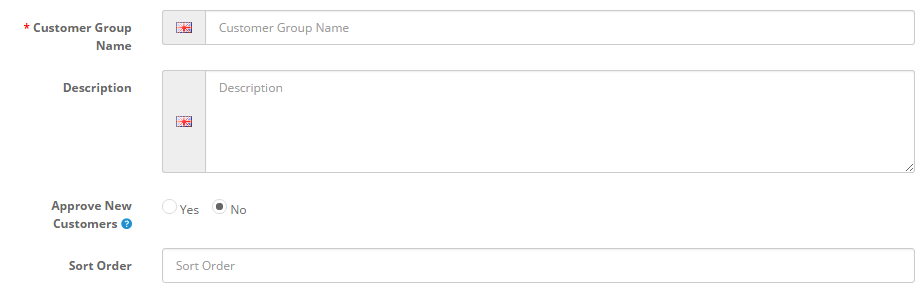 * Customer Group
Name
Customer Group Name
Description
Description
Approve New
Customers ?
Yes No
Sort Order
Sort Order